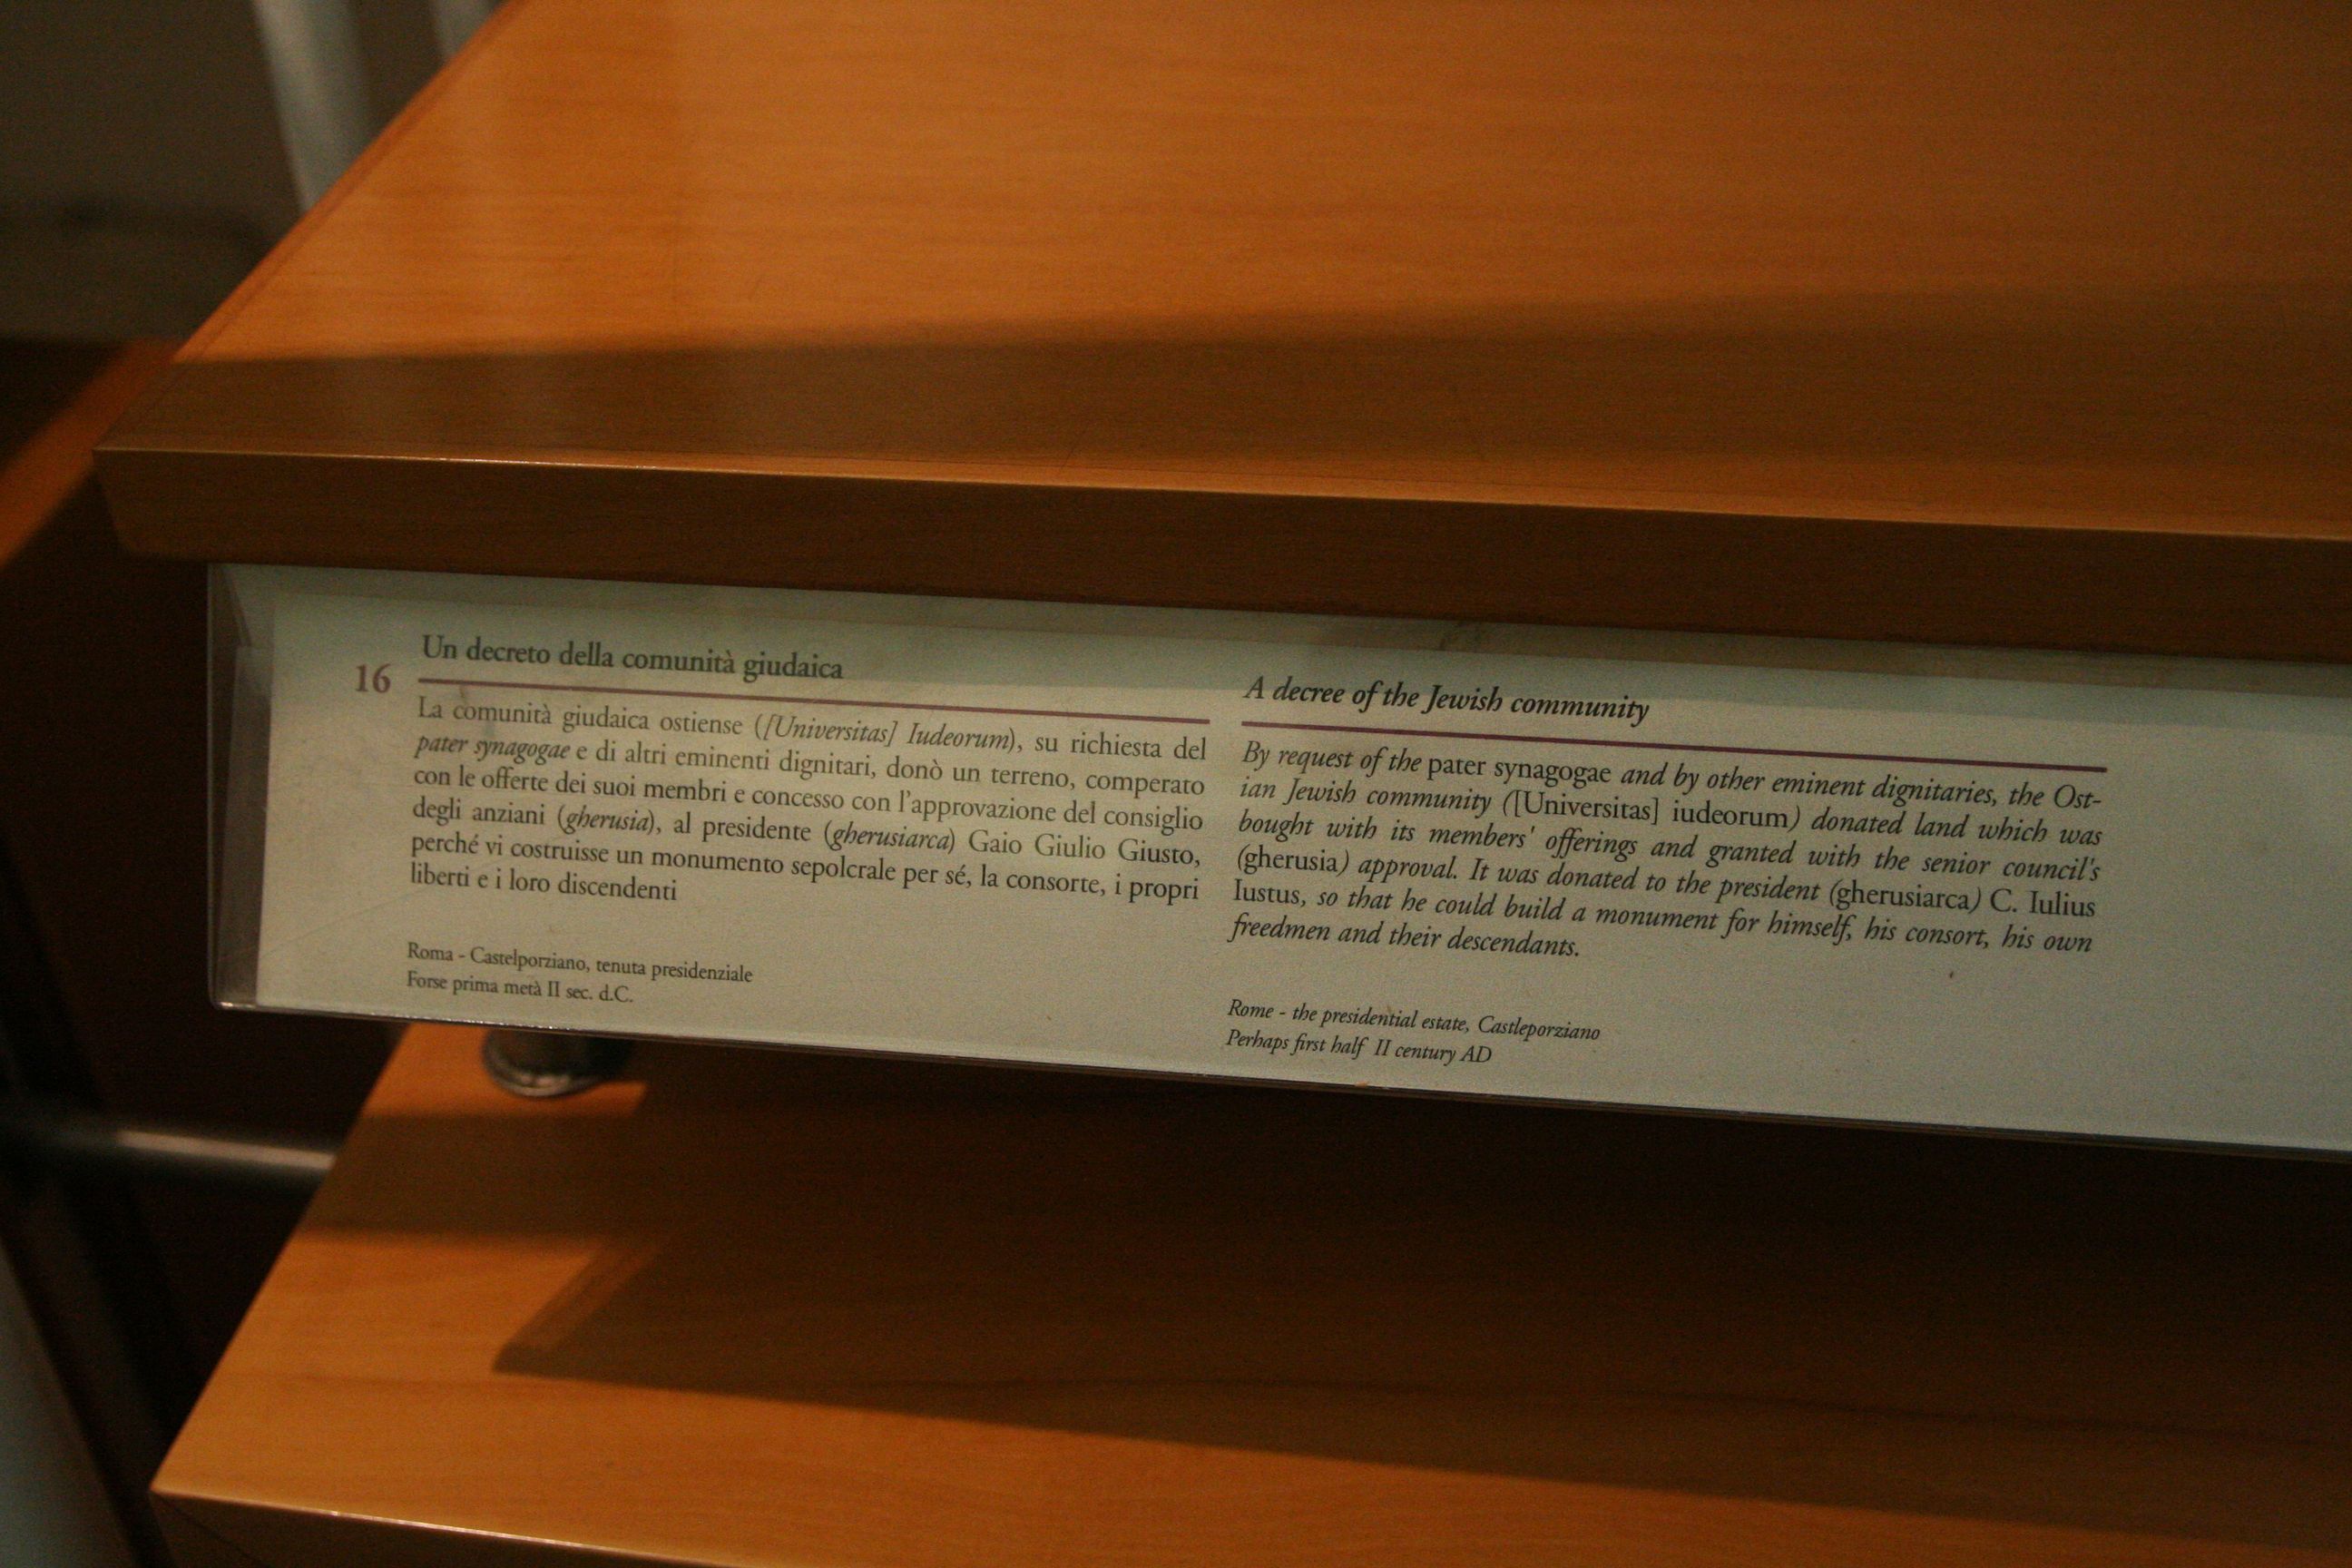 16
Un decreto della comunità giudaica
La comunità giudaica ostiense ([Universitas] Iudeorum), su richiesta del
pater synagogae e di altri eminenti dignitari, donò un terreno, comperato
con le offerte dei suoi membri e concesso con l'approvazione del consiglio
degli anziani (gherusia), al presidente (gherusiarca) Gaio Giulio Giusto,
perché vi costruisse un monumento sepolcrale per sé, la consorte, i propri
liberti e i loro discendenti
Roma - Castelporziano, tenuta presidenziale
Forse prima metà II sec. d.C.
A decree of the Jewish community
By request of the pater synagogae and by other eminent dignitaries, the Ost-
ian Jewish community ([Universitas] iudeorum) donated land which was
bought with its members' offerings and granted with the senior council's
(gherusia) approval. It was donated to the president (gherusiarca) C. Iulius
Iustus, so that he could build a monument for himself, his consort, his own
freedmen and their descendants.
Rome - the presidential estate, Castleporziano
Perhaps first half II century AD